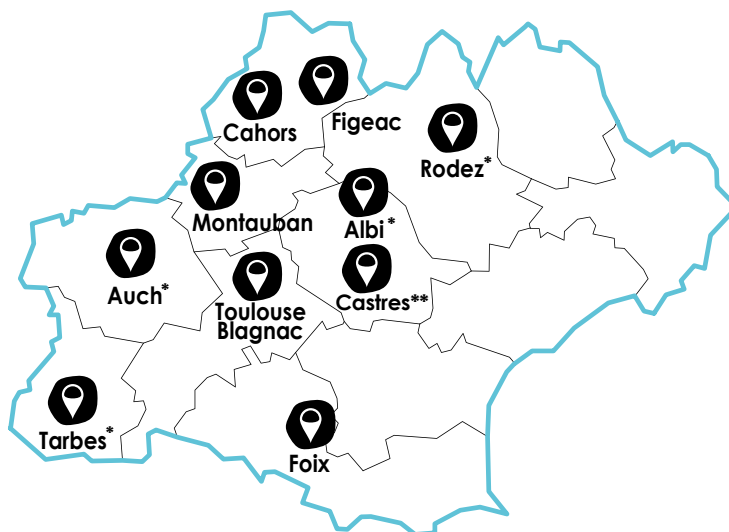 Cahors
Figeac
Rodez*
Montauban
Albi*
Auch*
Toulouse
Blagnac
Castres**
Tarbes*
Foix